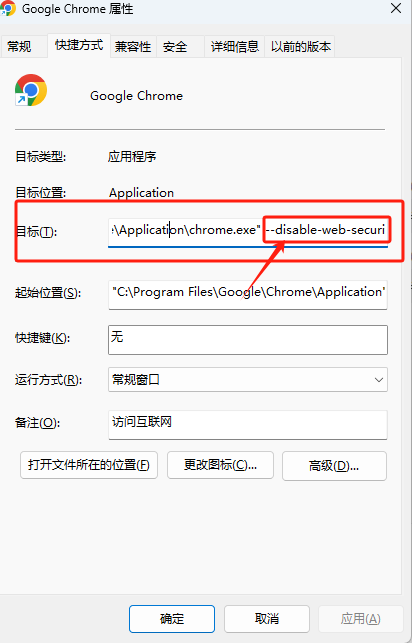 Google Chrome 属性
常规 快捷方式 兼容性 安全 详细信息 以前的版本
Google Chrome
目标类型: 应用程序
目标位置: Application
目标(T): e\Application\chrome.exe" --disable-web-securi
起始位置(S): "C:\Program Files\Google\Chrome\Application"
快捷键(K): 无
运行方式(R): 常规窗口
备注(O): 访问互联网
打开文件所在的位置(F) 更改图标(C)... 高级(D)...
确定 取消 应用(A)